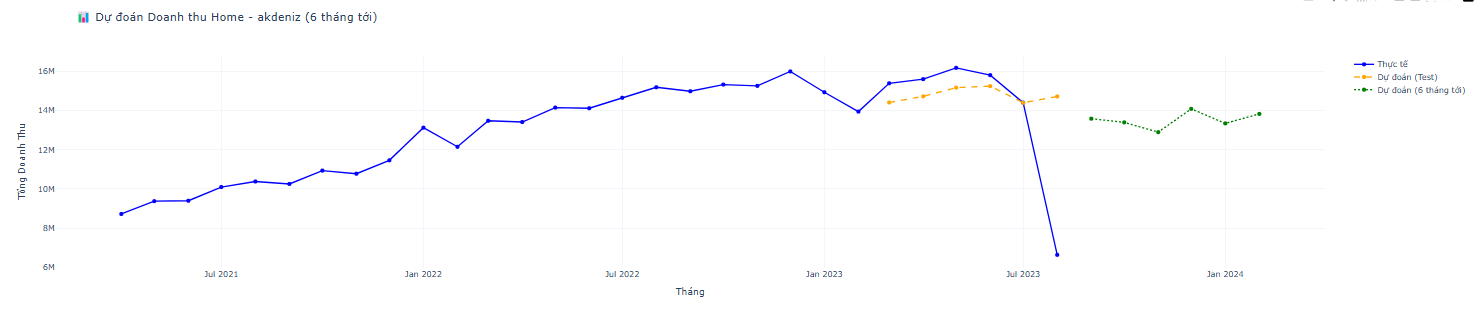 📊 Dự đoán Doanh thu Home - akdeniz (6 tháng tới)
Thực tế
Dự đoán (Test)
Dự đoán (6 tháng tới)
Tổng Doanh Thu
16M
14M
12M
10M
8M
6M
Jul 2021
Jan 2022
Jul 2022
Jan 2023
Jul 2023
Jan 2024
Tháng